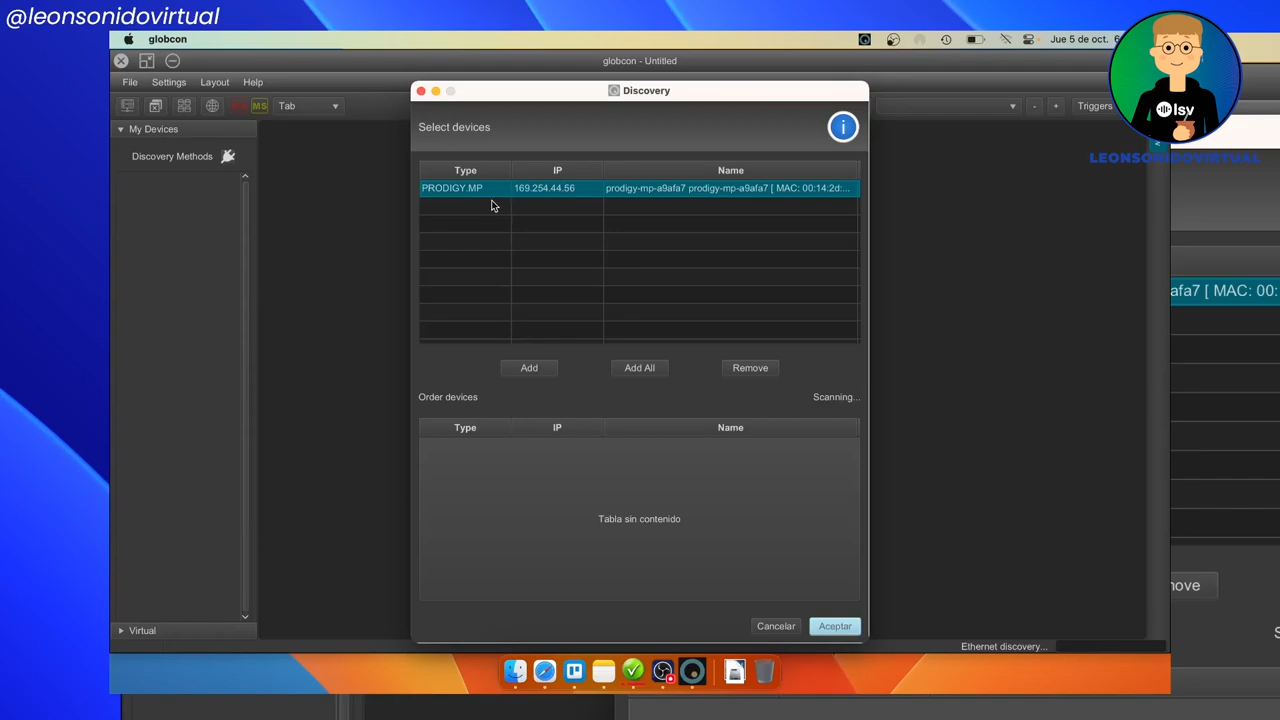 @leonsonidovirtual
globcon
Jue 5 de oct.
globcon - Untitled
File Settings Layout Help
MS Tab
- + Triggers
lsv
LEONSONIDOVIRTUAL
My Devices
Discovery Methods
Virtual
Discovery
Select devices
i
Type IP Name
PRODIGY.MP 169.254.44.56 prodigy-mp-a9afa7 prodigy-mp-a9afa7 [ MAC: 00:14:2d:...
Add Add All Remove
Order devices Scanning...
Type IP Name
Tabla sin contenido
Cancelar Aceptar
Ethernet discovery...
afa7 [ MAC: 00:
ove